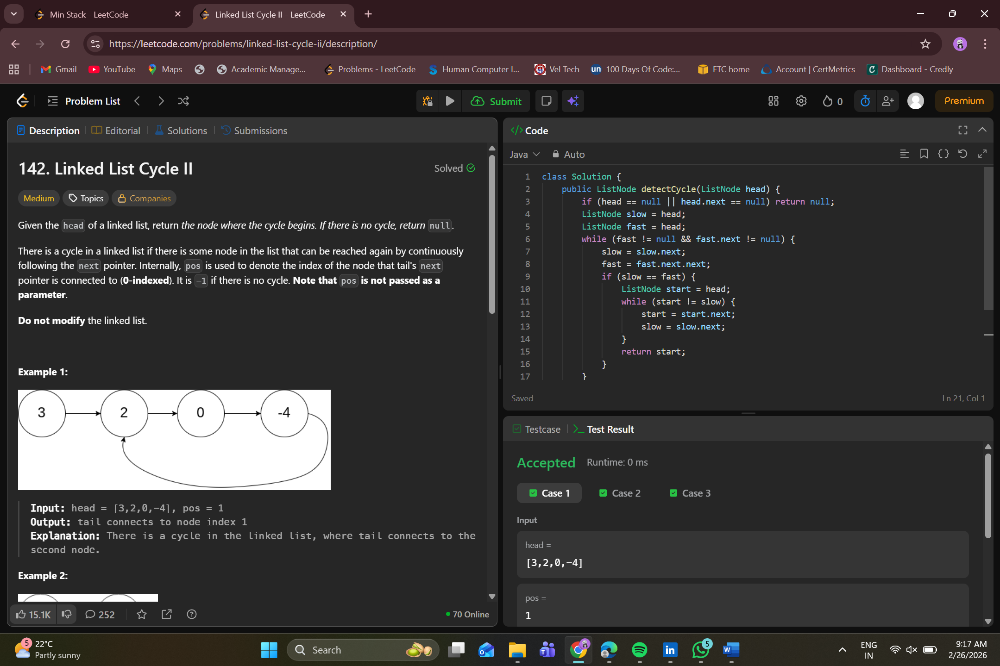 Min Stack - LeetCode
Linked List Cycle II - LeetCode
https://leetcode.com/problems/linked-list-cycle-ii/description/
Gmail
YouTube
Maps
Academic Manage...
Problems - LeetCode
Human Computer I...
Vel Tech
un
100 Days Of Code:...
ETC home
Account | CertMetrics
Dashboard - Credly
Problem List
Submit
0
Premium
Description
Editorial
Solutions
Submissions
142. Linked List Cycle II
Solved
Medium
Topics
Companies
Given the head of a linked list, return the node where the cycle begins. If there is no cycle, return null.
There is a cycle in a linked list if there is some node in the list that can be reached again by continuously
following the next pointer. Internally, pos is used to denote the index of the node that tail's next
pointer is connected to (0-indexed). It is -1 if there is no cycle. Note that pos is not passed as a
parameter.
Do not modify the linked list.
Example 1:
3
2
0
-4
Input: head = [3,2,0,-4], pos = 1
Output: tail connects to node index 1
Explanation: There is a cycle in the linked list, where tail connects to the
second node.
Example 2:
15.1K
252
70 Online
</> Code
Java
Auto
1 class Solution {
2 public ListNode detectCycle(ListNode head) {
3 if (head == null || head.next == null) return null;
4 ListNode slow = head;
5 ListNode fast = head;
6 while (fast != null && fast.next != null) {
7 slow = slow.next;
8 fast = fast.next.next;
9 if (slow == fast) {
10 ListNode start = head;
11 while (start != slow) {
12 start = start.next;
13 slow = slow.next;
14 }
15 return start;
16 }
17 }
Saved
Ln 21, Col 1
Testcase
Test Result
Accepted
Runtime: 0 ms
Case 1
Case 2
Case 3
Input
head =
[3,2,0,-4]
pos =
1
5
22°C
Partly sunny
Search
5
ENG
IN
9:17 AM
2/26/2026